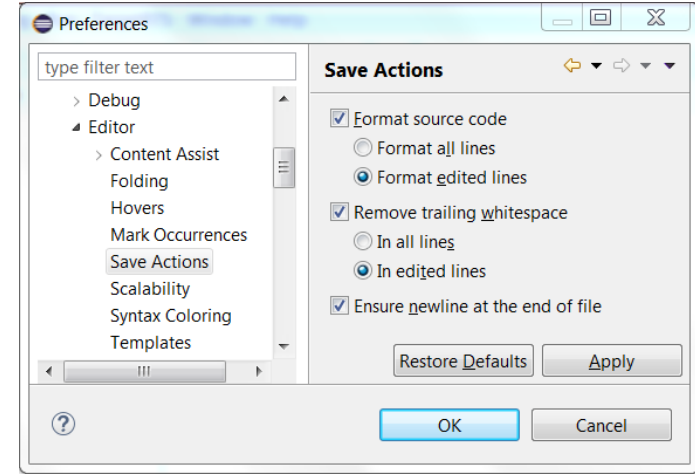 Preferences
type filter text
Debug
Editor
Content Assist
Folding
Hovers
Mark Occurrences
Save Actions
Scalability
Syntax Coloring
Templates
Save Actions
Format source code
Format all lines
Format edited lines
Remove trailing whitespace
In all lines
In edited lines
Ensure newline at the end of file
Restore Defaults
Apply
OK
Cancel